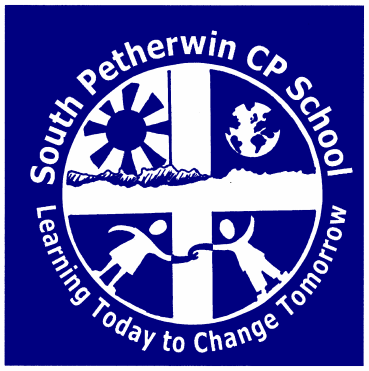 South Petherwin CP School
Learning Today to Change Tomorrow